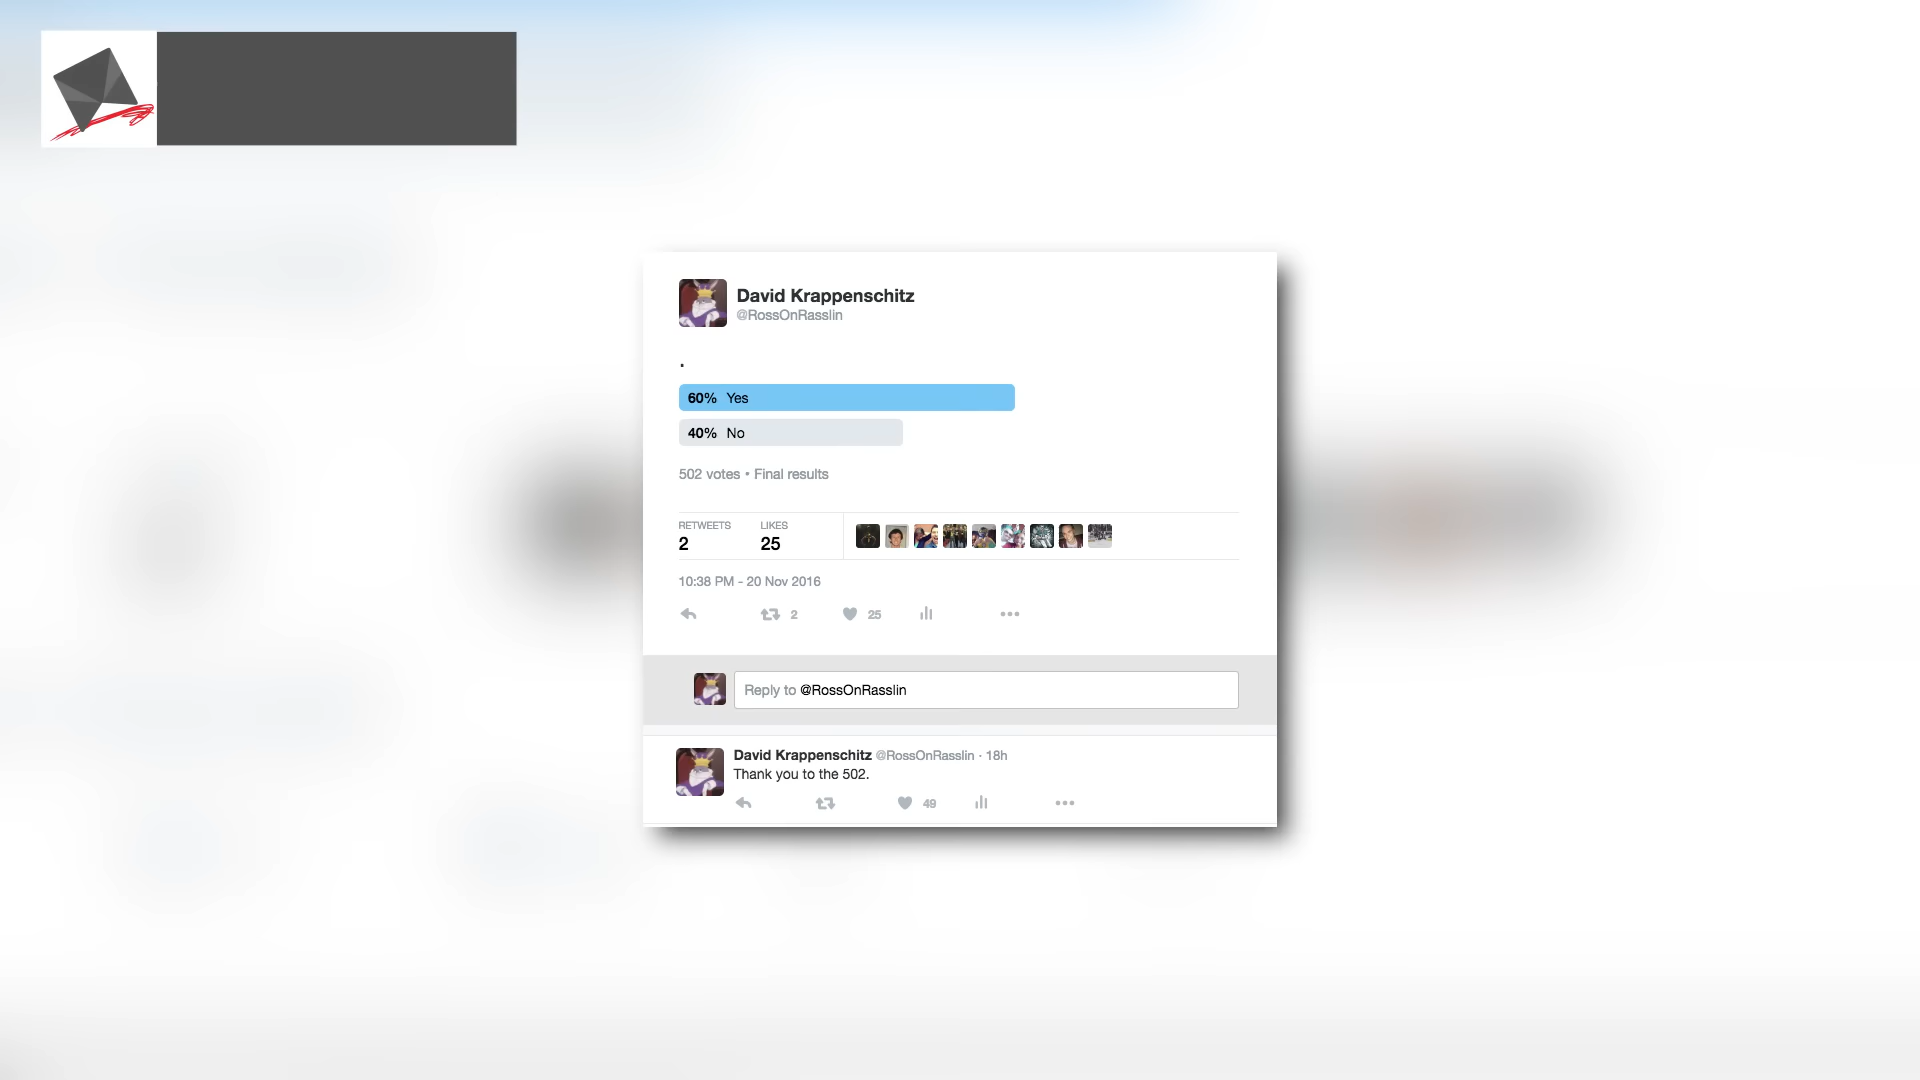 David Krappenschitz
@RossOnRasslin
.
60% Yes
40% No
502 votes • Final results
RETWEETS LIKES
2 25
10:38 PM - 20 Nov 2016
2 25
Reply to @RossOnRasslin
David Krappenschitz @RossOnRasslin · 18h
Thank you to the 502.
49